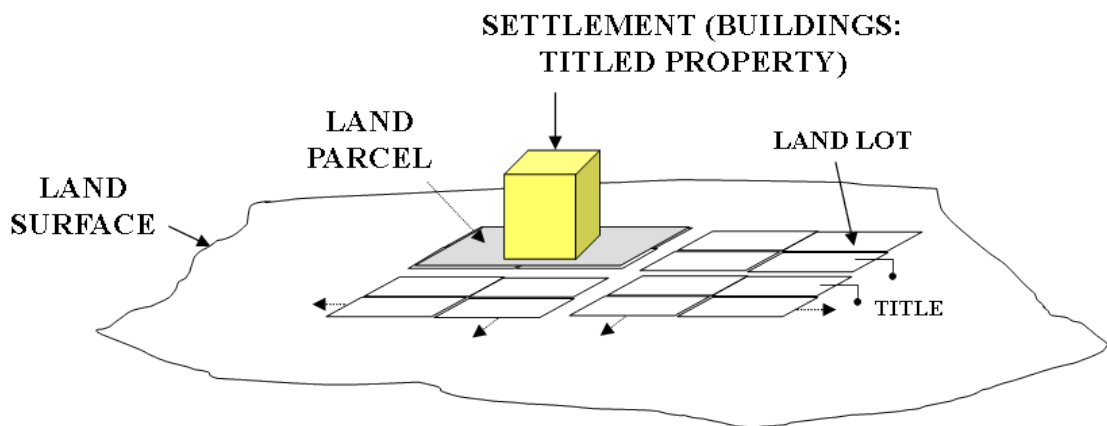 SETTLEMENT (BUILDINGS:
TITLED PROPERTY)
LAND
PARCEL
LAND LOT
LAND
SURFACE
TITLE